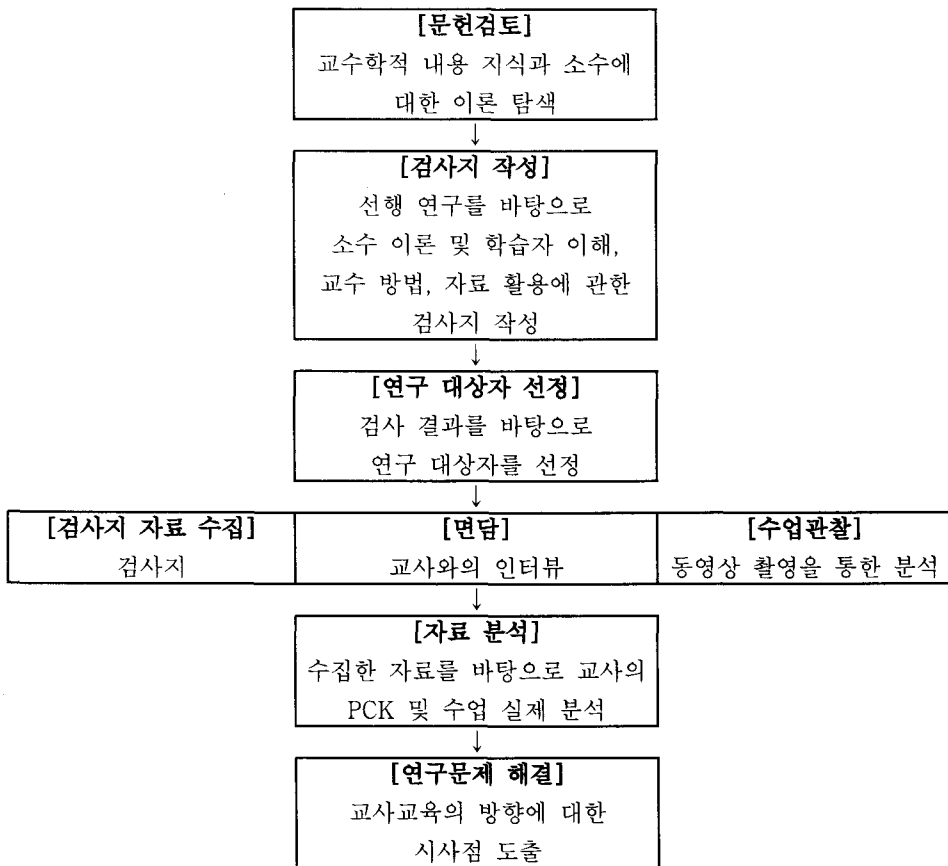 [문헌검토]
교수학적 내용 지식과 소수에
대한 이론 탐색
↓
[검사지 작성]
선행 연구를 바탕으로
소수 이론 및 학습자 이해,
교수 방법, 자료 활용에 관한
검사지 작성
↓
[연구 대상자 선정]
검사 결과를 바탕으로
연구 대상자를 선정
↓
[검사지 자료 수집] [면담] [수업관찰]
검사지 교사와의 인터뷰 동영상 촬영을 통한 분석
↓
[자료 분석]
수집한 자료를 바탕으로 교사의
PCK 및 수업 실제 분석
↓
[연구문제 해결]
교사교육의 방향에 대한
시사점 도출